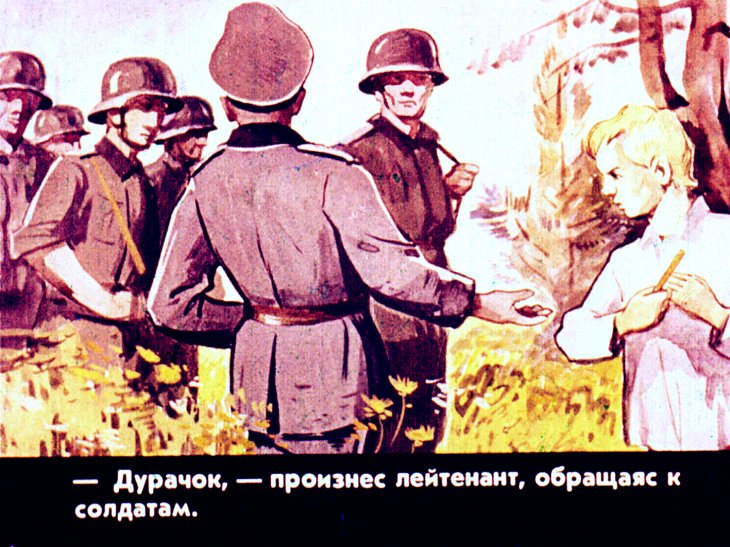 — Дурачок, — произнес лейтенант, обращаяс к
солдатам.